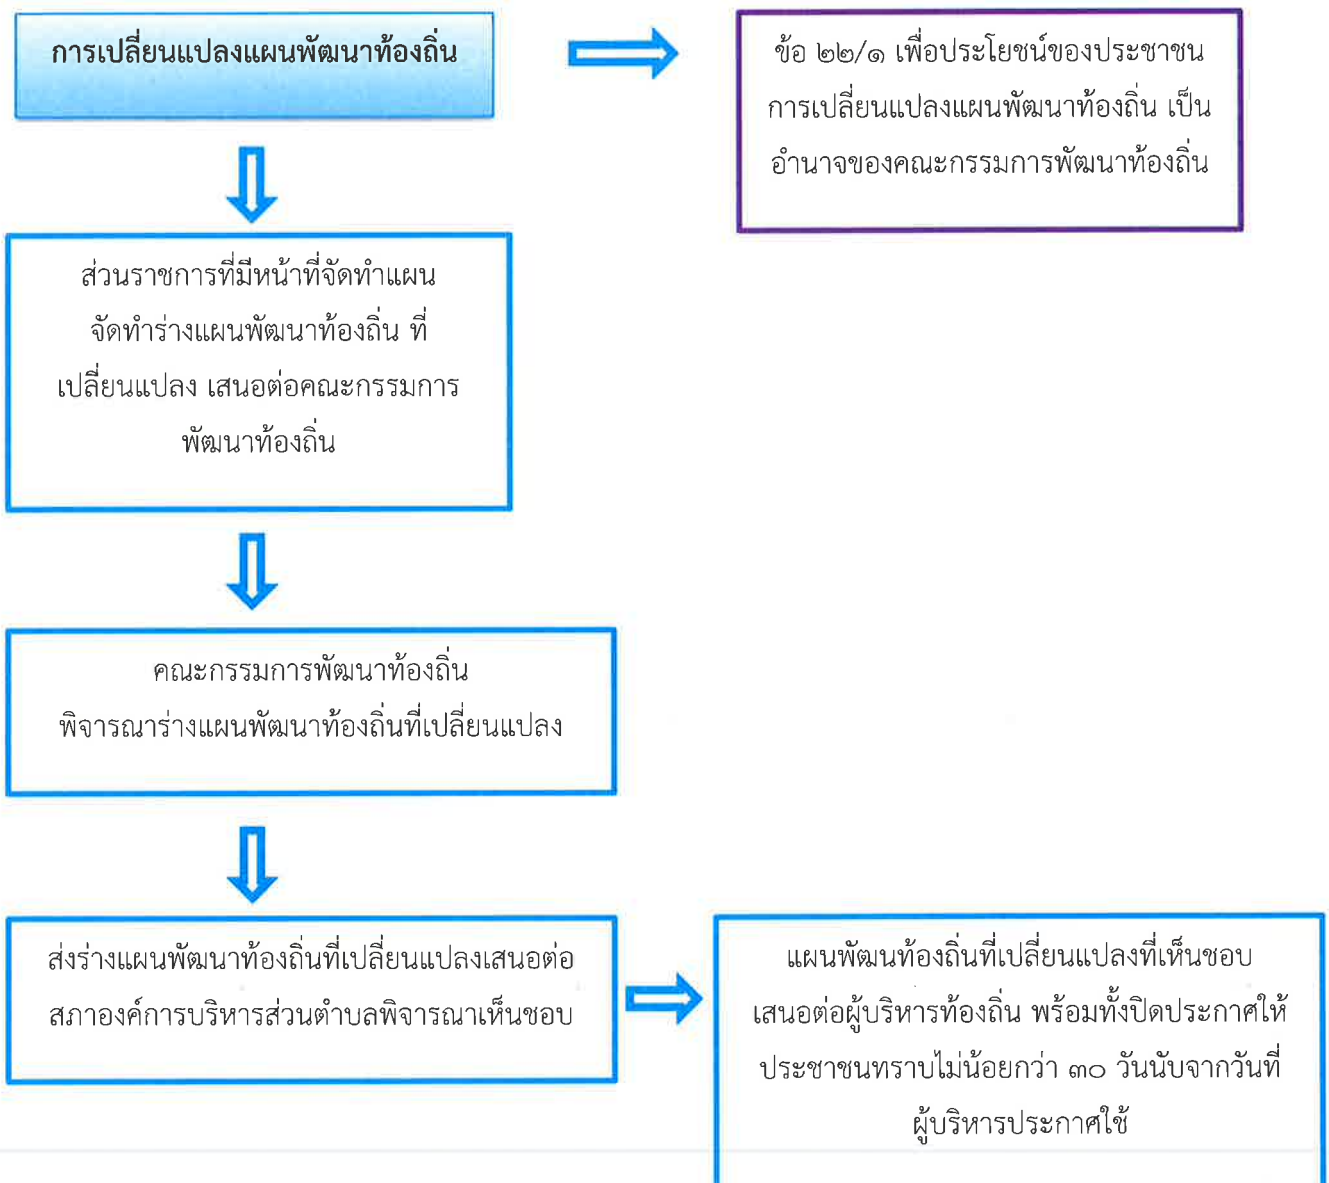 การเปลี่ยนแปลงแผนพัฒนาท้องถิ่น
ข้อ ๒๒/๑ เพื่อประโยชน์ของประชาชน
การเปลี่ยนแปลงแผนพัฒนาท้องถิ่น เป็น
อำนาจของคณะกรรมการพัฒนาท้องถิ่น
ส่วนราชการที่มีหน้าที่จัดทำแผน
จัดทำร่างแผนพัฒนาท้องถิ่น ที่
เปลี่ยนแปลง เสนอต่อคณะกรรมการ
พัฒนาท้องถิ่น
คณะกรรมการพัฒนาท้องถิ่น
พิจารณาร่างแผนพัฒนาท้องถิ่นที่เปลี่ยนแปลง
ส่งร่างแผนพัฒนาท้องถิ่นที่เปลี่ยนแปลงเสนอต่อ
สภาองค์การบริหารส่วนตำบลพิจารณาเห็นชอบ
แผนพัฒนท้องถิ่นที่เปลี่ยนแปลงที่เห็นชอบ
เสนอต่อผู้บริหารท้องถิ่น พร้อมทั้งปิดประกาศให้
ประชาชนทราบไม่น้อยกว่า ๓๐ วันนับจากวันที่
ผู้บริหารประกาศใช้